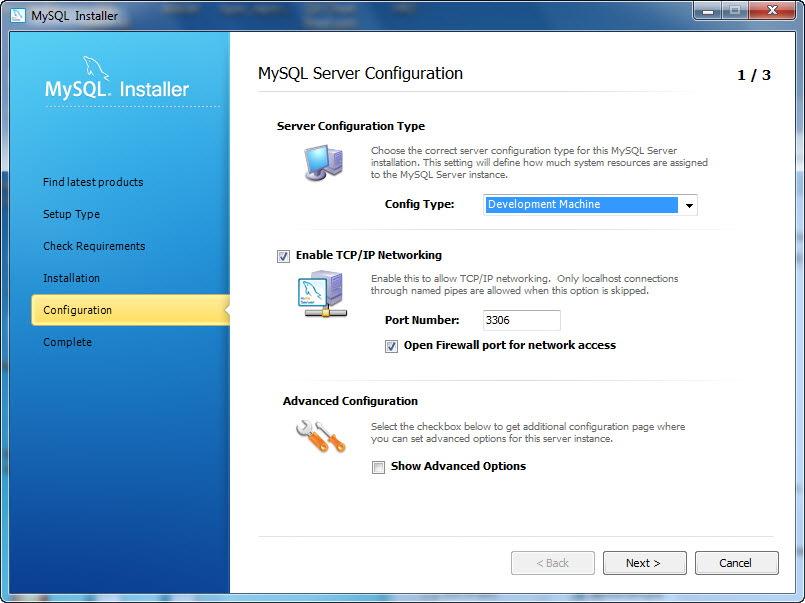 MySQL Installer
MySQL Installer
MySQL Server Configuration
1 / 3
Find latest products
Setup Type
Check Requirements
Installation
Configuration
Complete
Server Configuration Type
Choose the correct server configuration type for this MySQL Server
installation. This setting will define how much system resources are assigned
to the MySQL Server instance.
Config Type:
Development Machine
Enable TCP/IP Networking
Enable this to allow TCP/IP networking. Only localhost connections
through named pipes are allowed when this option is skipped.
Port Number:
3306
Open Firewall port for network access
Advanced Configuration
Select the checkbox below to get additional configuration page where
you can set advanced options for this server instance.
Show Advanced Options
< Back
Next >
Cancel